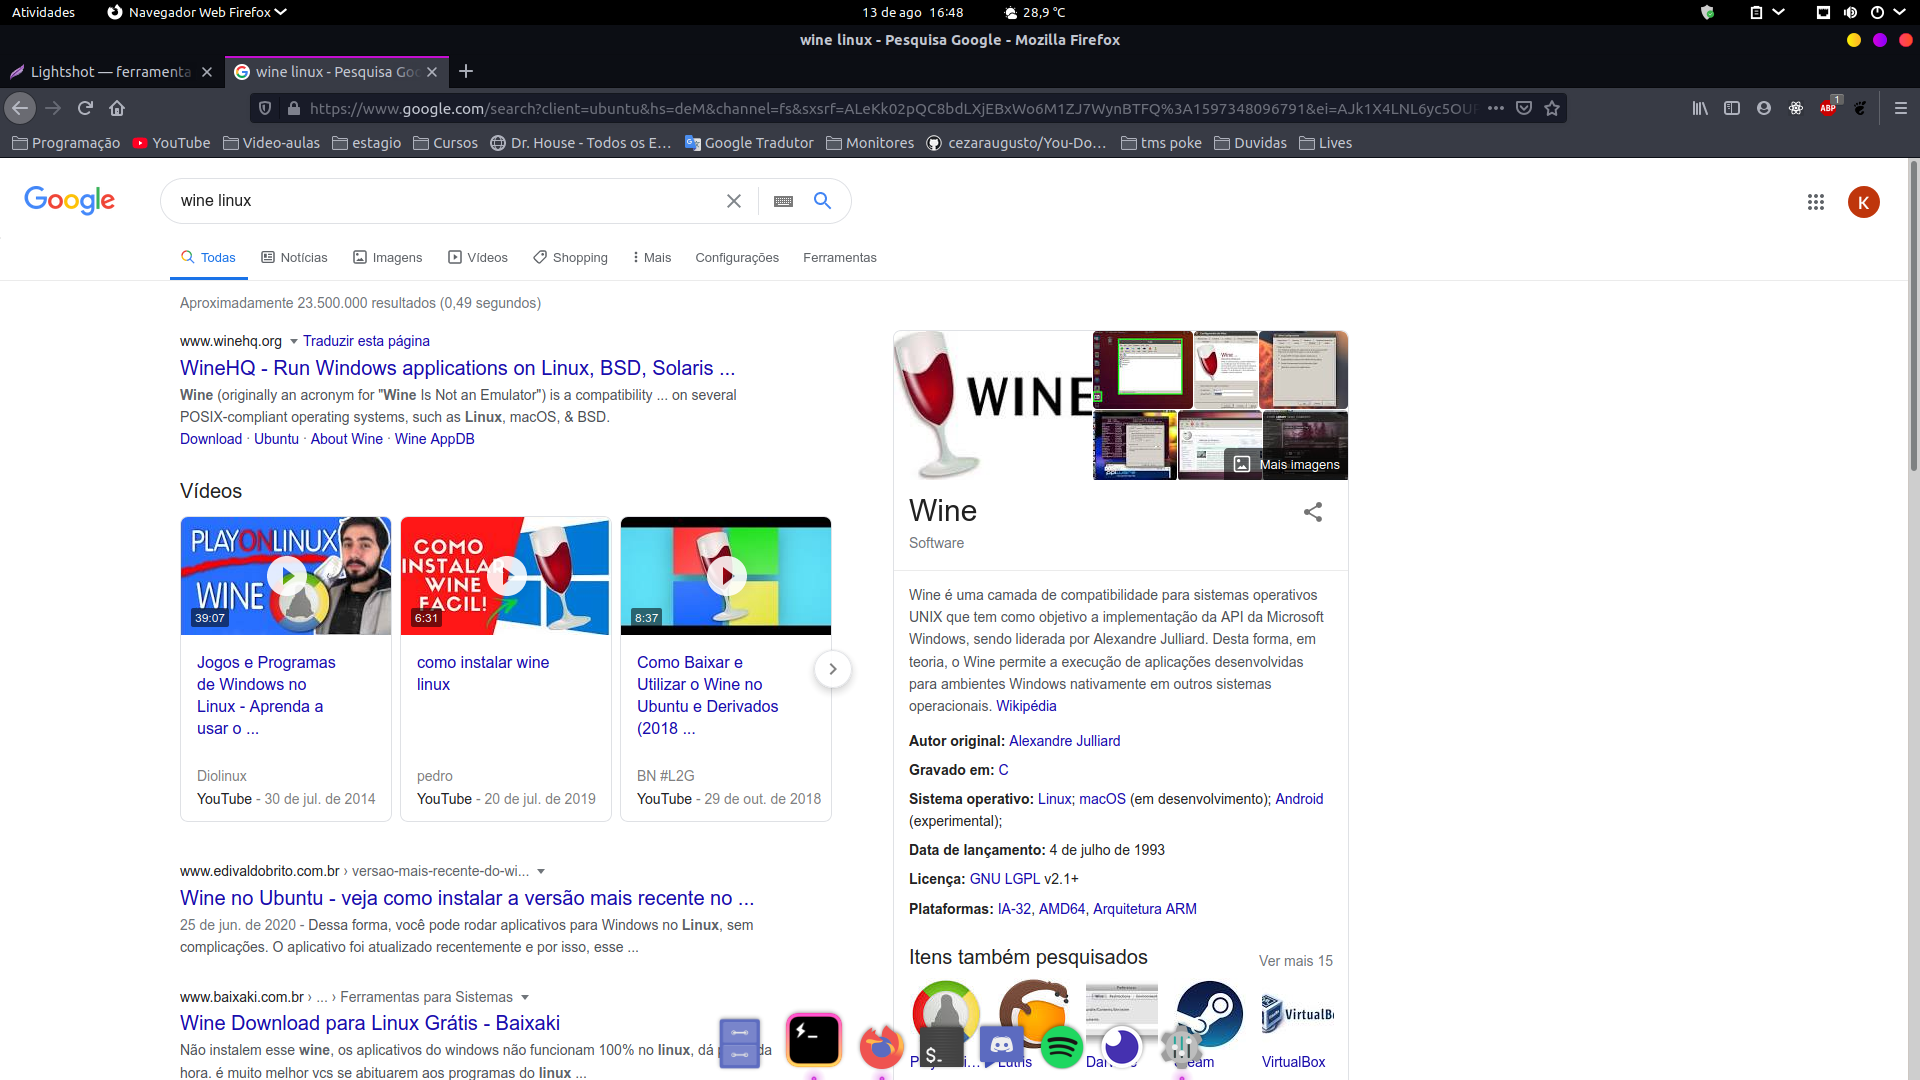 Atividades
Navegador Web Firefox
13 de ago 16:48
28,9 °C
wine linux - Pesquisa Google - Mozilla Firefox
Lightshot — ferramenta
wine linux - Pesquisa Goo
https://www.google.com/search?client=ubuntu&hs=deM&channel=fs&sxsrf=ALeKk02pQC8bdLXjEBxWo6M1ZJ7WynBTFQ%3A1597348096791&ei=AJk1X4LNL6yc5OUP
ABP
1
Programação
YouTube
Video-aulas
estagio
Cursos
Dr. House - Todos os E…
Google Tradutor
Monitores
cezaraugusto/You-Do…
tms poke
Duvidas
Lives
Google
wine linux
K
Todas
Notícias
Imagens
Vídeos
Shopping
Mais
Configurações
Ferramentas
Aproximadamente 23.500.000 resultados (0,49 segundos)
www.winehq.org Traduzir esta página
WineHQ - Run Windows applications on Linux, BSD, Solaris ...
Wine (originally an acronym for "Wine Is Not an Emulator") is a compatibility ... on several
POSIX-compliant operating systems, such as Linux, macOS, & BSD.
Download · Ubuntu · About Wine · Wine AppDB
Vídeos
PLAYONLINUX
WINE
39:07
Jogos e Programas
de Windows no
Linux - Aprenda a
usar o ...
Diolinux
YouTube - 30 de jul. de 2014
COMO
INSTALAR
WINE
FACIL!
6:31
como instalar wine
linux
pedro
YouTube - 20 de jul. de 2019
8:37
Como Baixar e
Utilizar o Wine no
Ubuntu e Derivados
(2018 ...
BN #L2G
YouTube - 29 de out. de 2018
www.edivaldobrito.com.br › versao-mais-recente-do-wi...
Wine no Ubuntu - veja como instalar a versão mais recente no ...
25 de jun. de 2020 - Dessa forma, você pode rodar aplicativos para Windows no Linux, sem
complicações. O aplicativo foi atualizado recentemente e por isso, esse ...
www.baixaki.com.br › ... › Ferramentas para Sistemas
Wine Download para Linux Grátis - Baixaki
Não instalem esse wine, os aplicativos do windows não funcionam 100% no linux, dá
hora. é muito melhor vcs se abituarem aos programas do linux ...
WINE
Mais imagens
Wine
Software
Wine é uma camada de compatibilidade para sistemas operativos
UNIX que tem como objetivo a implementação da API da Microsoft
Windows, sendo liderada por Alexandre Julliard. Desta forma, em
teoria, o Wine permite a execução de aplicações desenvolvidas
para ambientes Windows nativamente em outros sistemas
operacionais. Wikipédia
Autor original: Alexandre Julliard
Gravado em: C
Sistema operativo: Linux; macOS (em desenvolvimento); Android
(experimental);
Data de lançamento: 4 de julho de 1993
Licença: GNU LGPL v2.1+
Plataformas: IA-32, AMD64, Arquitetura ARM
Itens também pesquisados
Ver mais 15
VirtualB
Lutris
VirtualBox
$_